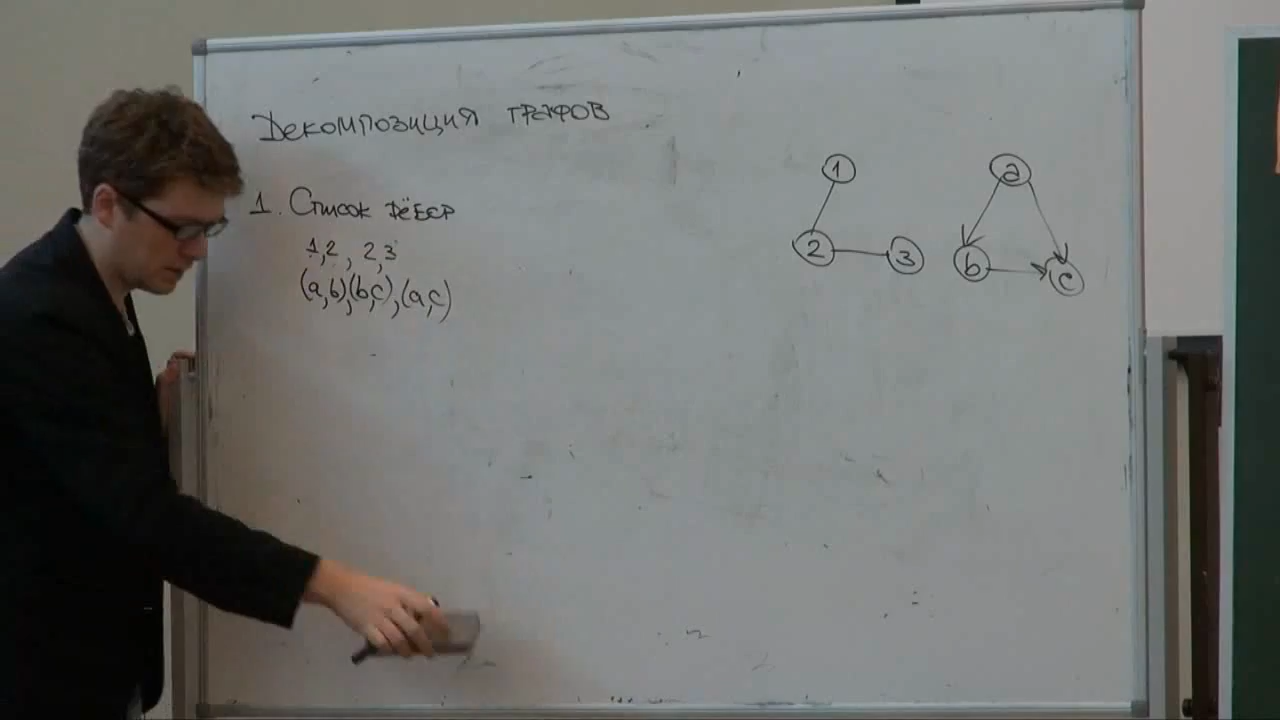 Декомпозиция графов
1. Список рёбер
1,2, 2,3
(a,b),(b,c),(a,c)
1
2
3
a
b
c